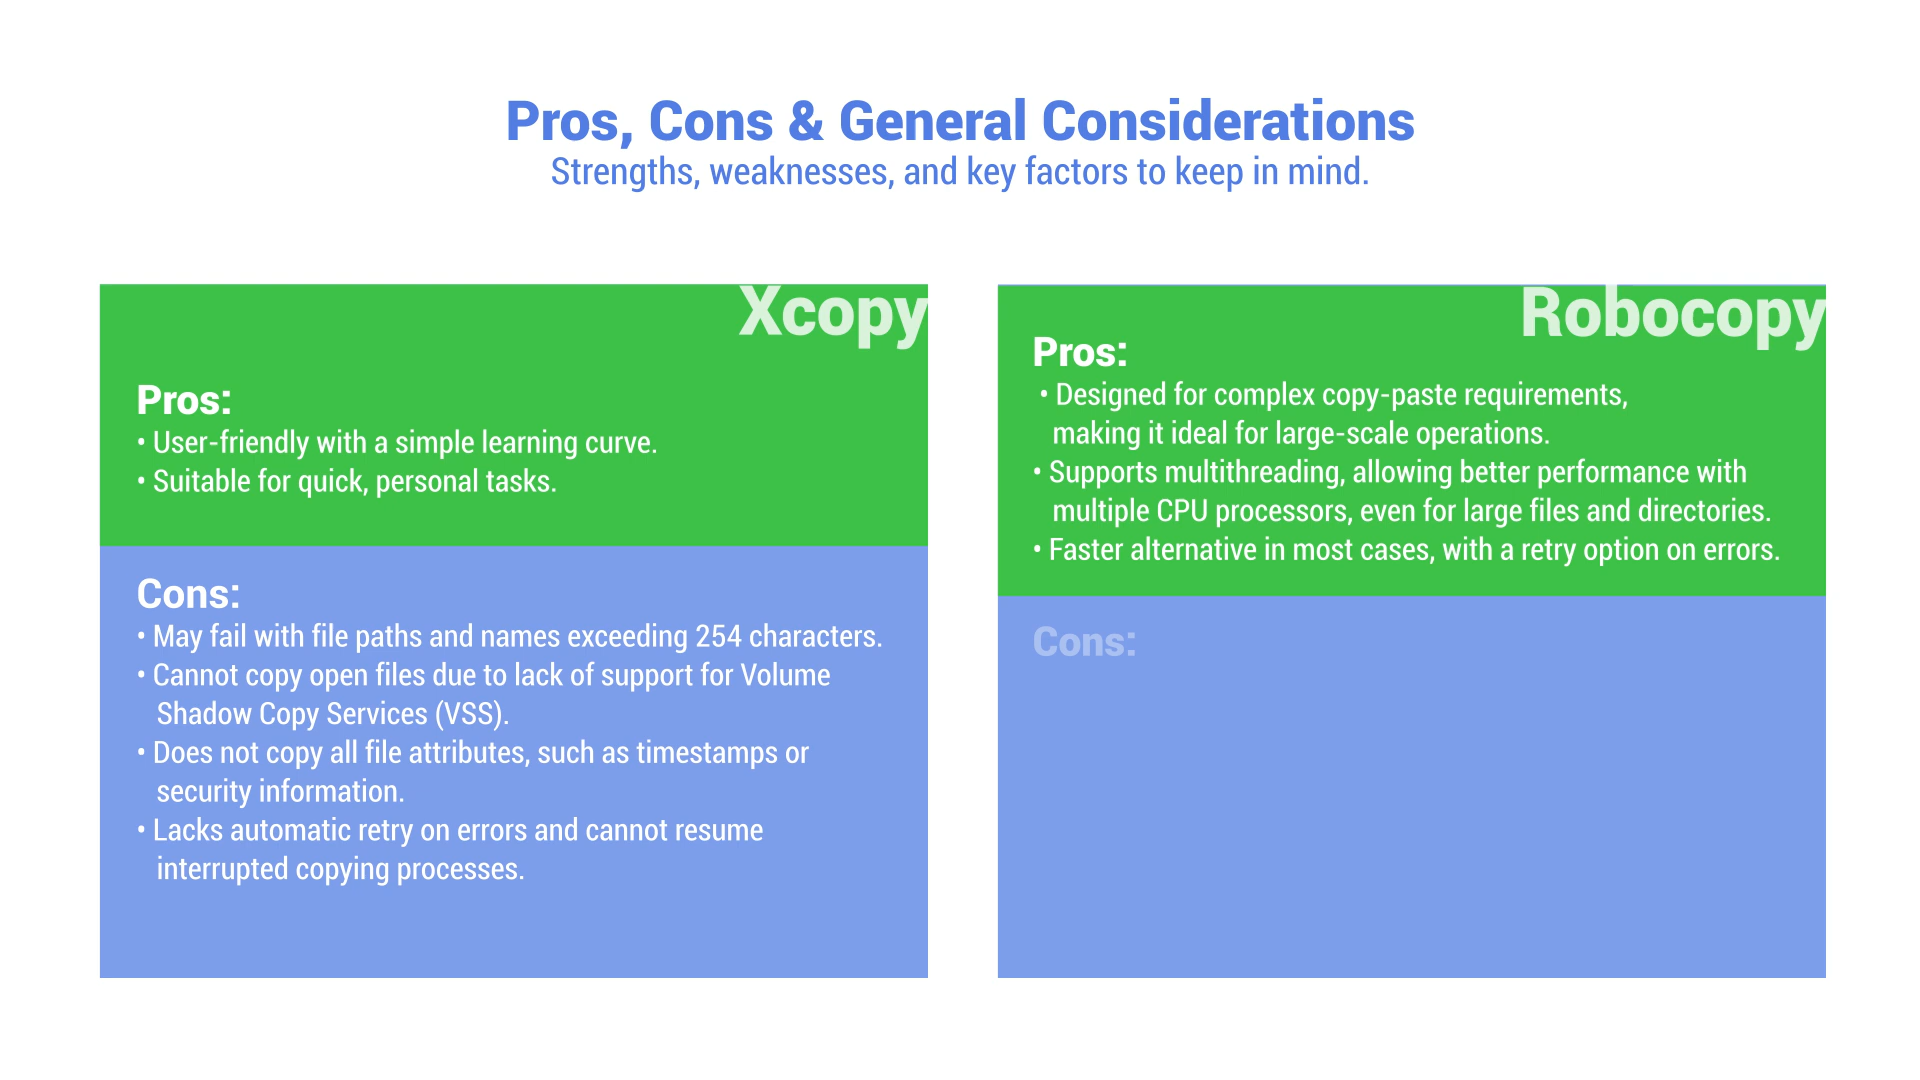 Pros, Cons & General Considerations
Strengths, weaknesses, and key factors to keep in mind.
Xcopy
Pros:
• User-friendly with a simple learning curve.
• Suitable for quick, personal tasks.
Cons:
• May fail with file paths and names exceeding 254 characters.
• Cannot copy open files due to lack of support for Volume
Shadow Copy Services (VSS).
• Does not copy all file attributes, such as timestamps or
security information.
• Lacks automatic retry on errors and cannot resume
interrupted copying processes.
Robocopy
Pros:
• Designed for complex copy-paste requirements,
making it ideal for large-scale operations.
• Supports multithreading, allowing better performance with
multiple CPU processors, even for large files and directories.
• Faster alternative in most cases, with a retry option on errors.
Cons: